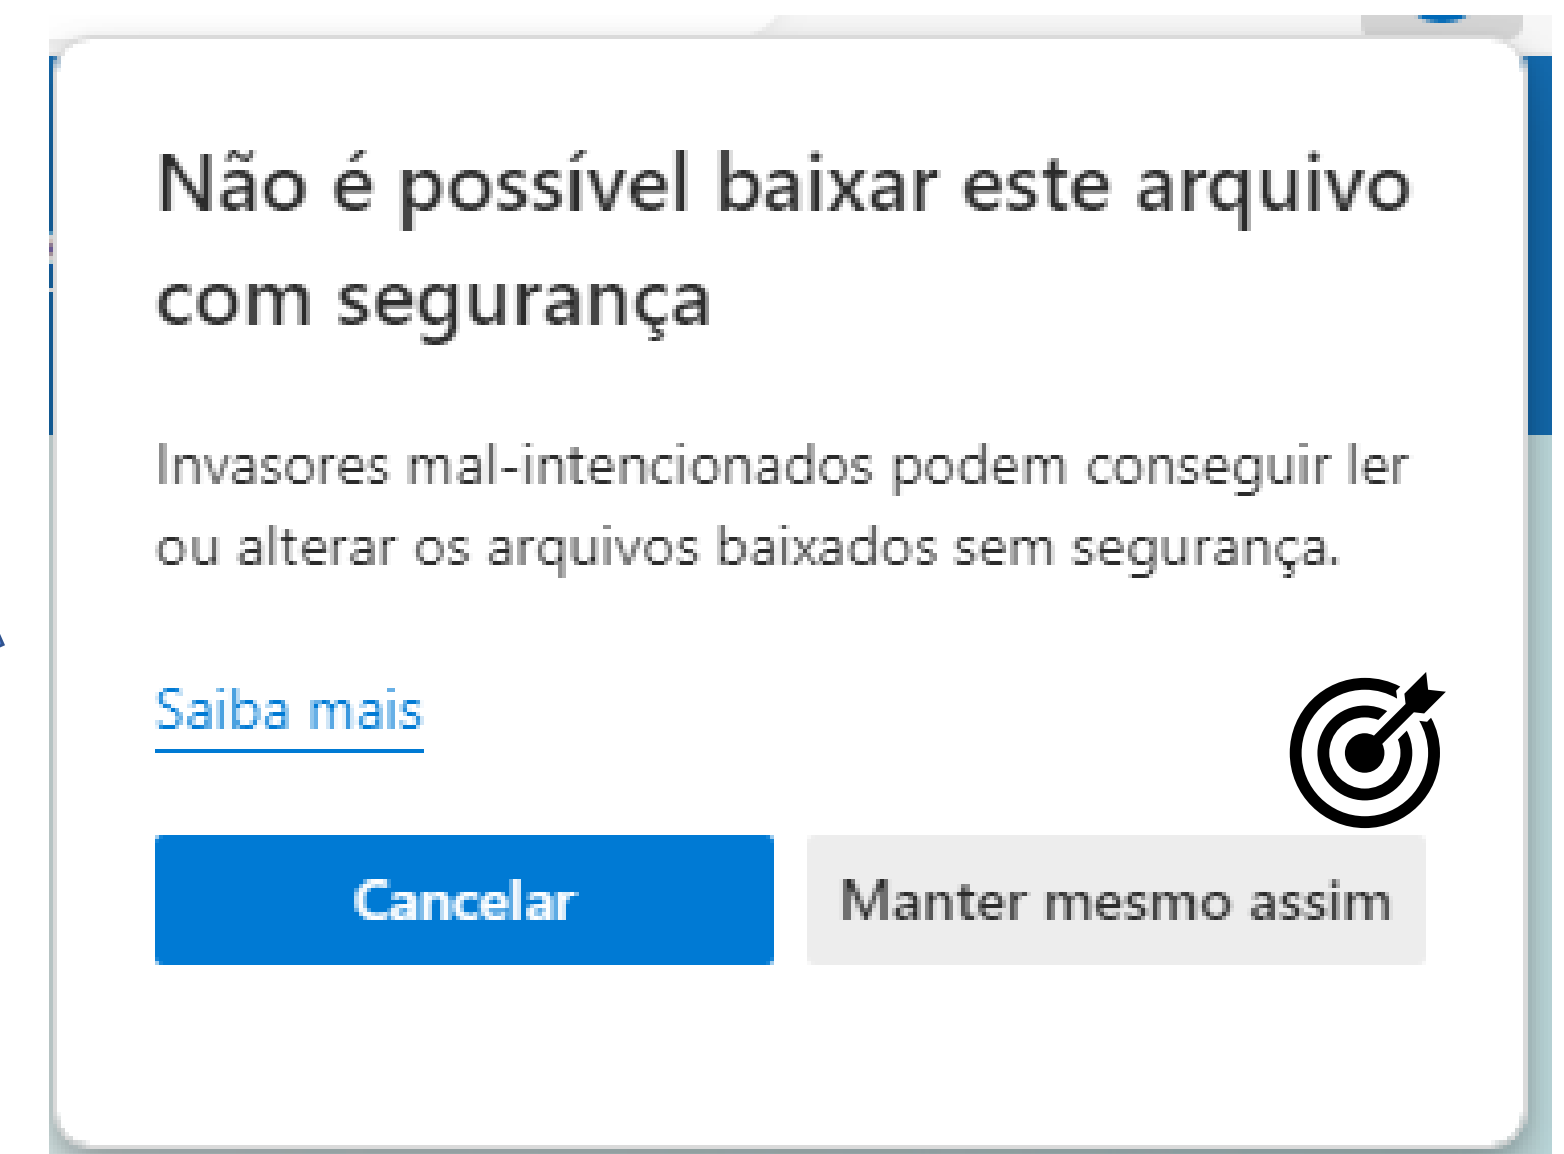 Não é possível baixar este arquivo
com segurança
Invasores mal-intencionados podem conseguir ler
ou alterar os arquivos baixados sem segurança.
Saiba mais
Cancelar
Manter mesmo assim